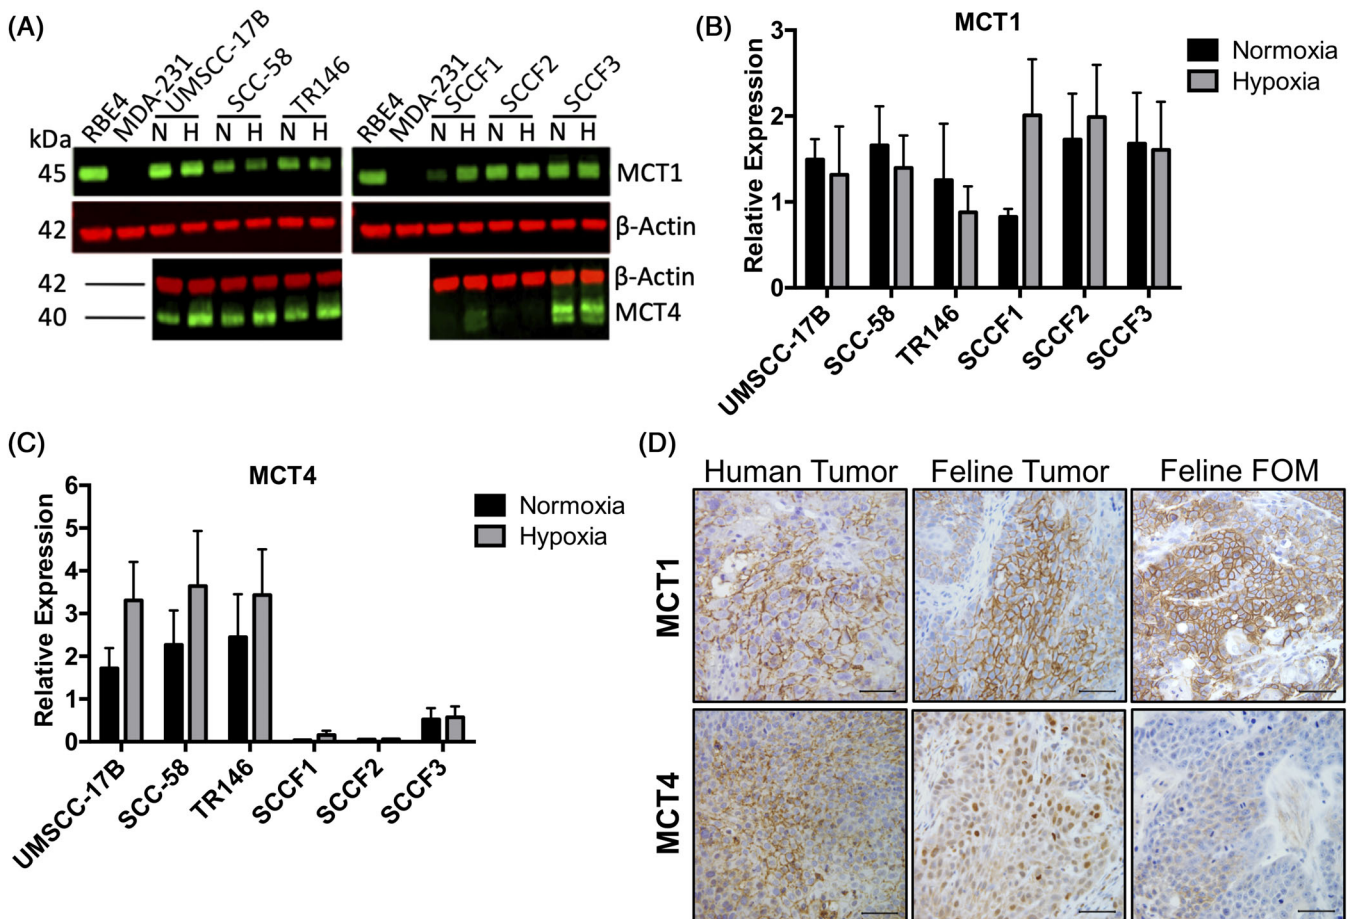 (A)
RBE4 MDA-231 UMSCC-17B SCC-58 TR146
RBE4 MDA-231 SCCF1 SCCF2 SCCF3
kDa N H N H N H
N H N H N H
45 MCT1
42 β-Actin
42 β-Actin
40 MCT4
(B)
MCT1
Normoxia
Hypoxia
Relative Expression
3
2
1
0
UMSCC-17B SCC-58 TR146 SCCF1 SCCF2 SCCF3
(C)
MCT4
Normoxia
Hypoxia
Relative Expression
6
5
4
3
2
1
0
UMSCC-17B SCC-58 TR146 SCCF1 SCCF2 SCCF3
(D)
Human Tumor Feline Tumor Feline FOM
MCT1
MCT4